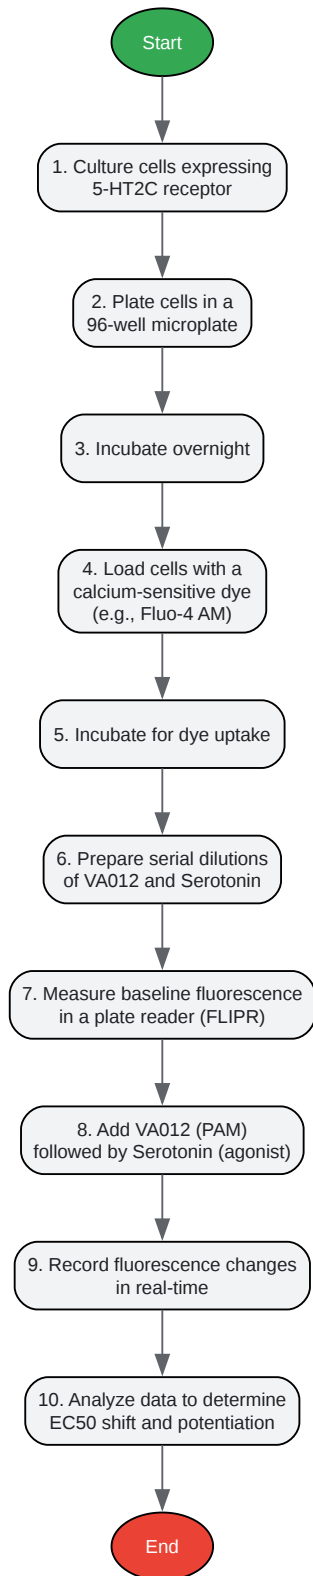 Start
1. Culture cells expressing
5-HT2C receptor
2. Plate cells in a
96-well microplate
3. Incubate overnight
4. Load cells with a
calcium-sensitive dye
(e.g., Fluo-4 AM)
5. Incubate for dye uptake
6. Prepare serial dilutions
of VA012 and Serotonin
7. Measure baseline fluorescence
in a plate reader (FLIPR)
8. Add VA012 (PAM)
followed by Serotonin (agonist)
9. Record fluorescence changes
in real-time
10. Analyze data to determine
EC50 shift and potentiation
End